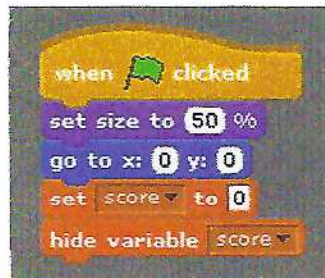 when clicked
set size to 50 %
go to x: 0 y: 0
set score to 0
hide variable score